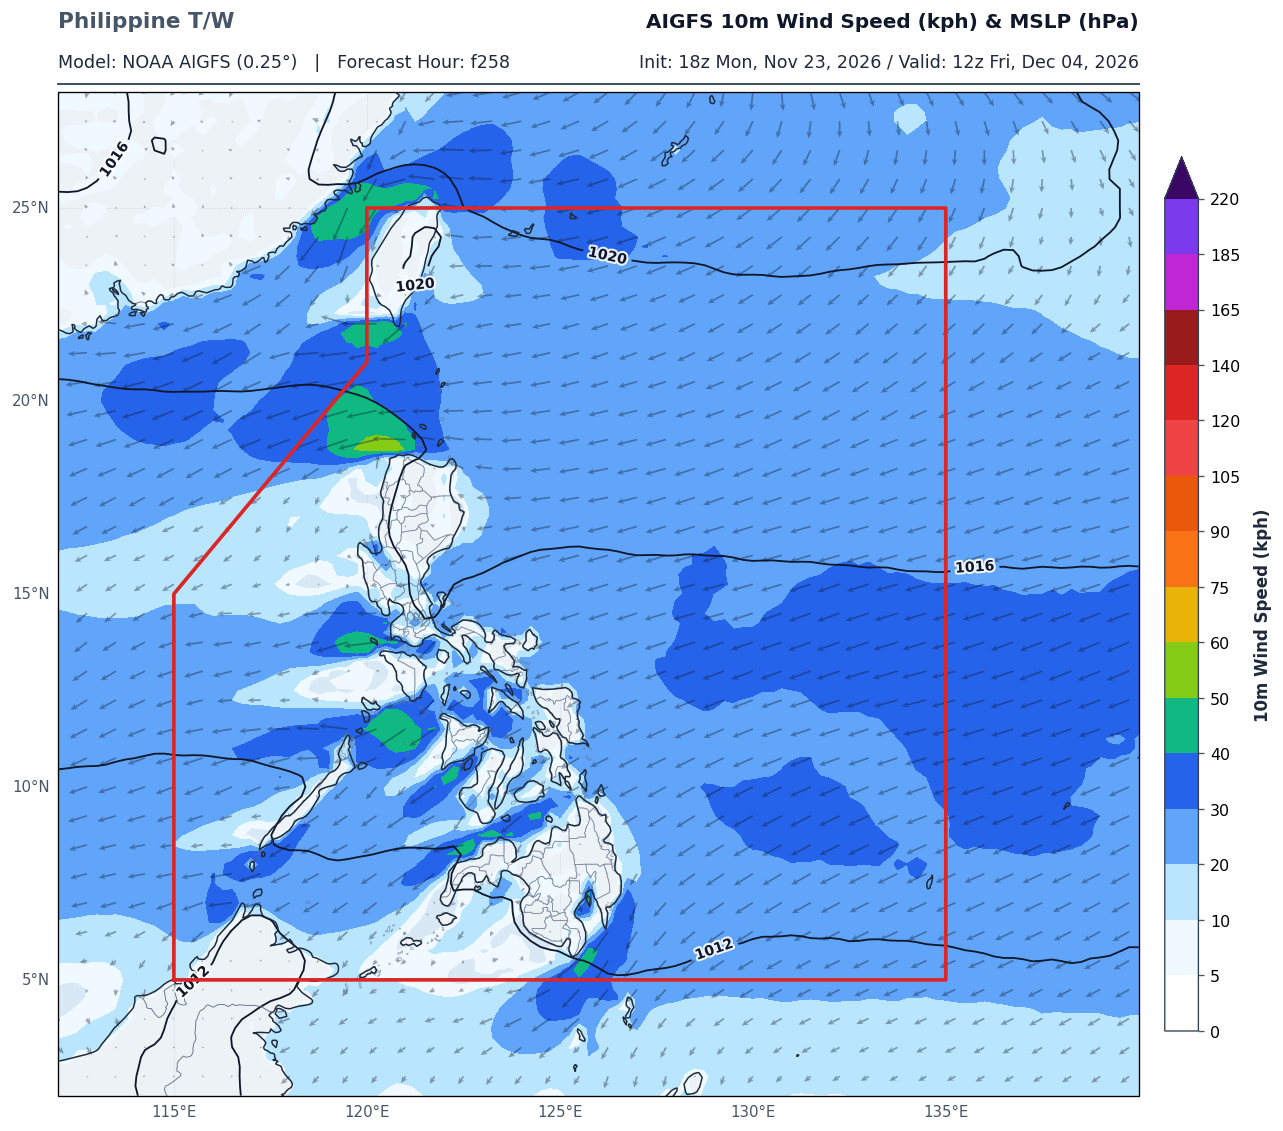 Philippine T/W
AIGFS 10m Wind Speed (kph) & MSLP (hPa)
Model: NOAA AIGFS (0.25°)   |   Forecast Hour: f258
Init: 18z Mon, Nov 23, 2026 / Valid: 12z Fri, Dec 04, 2026
1016
1020
1020
1016
1012
1012
25°N
20°N
15°N
10°N
5°N
115°E
120°E
125°E
130°E
135°E
220
185
165
140
120
105
90
75
60
50
40
30
20
10
5
0
10m Wind Speed (kph)